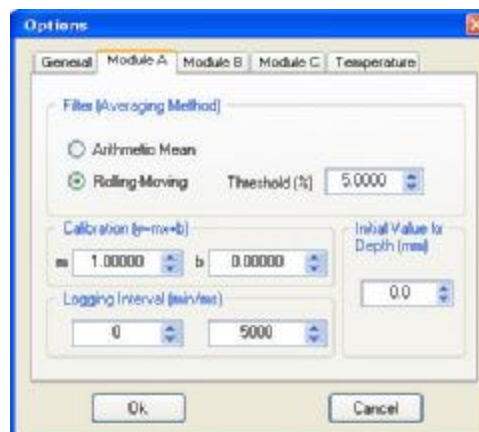 Options
General Module A Module B Module C Temperature
Filter (Averaging Method)
Arithmetic Mean
Rolling-Moving Threshold (%) 5.0000
Calibration (y=mx+b)
m 1.00000 b 0.00000
Initial Value for
Depth (mm)
0.0
Logging Interval (min/ms)
0 5000
Ok Cancel